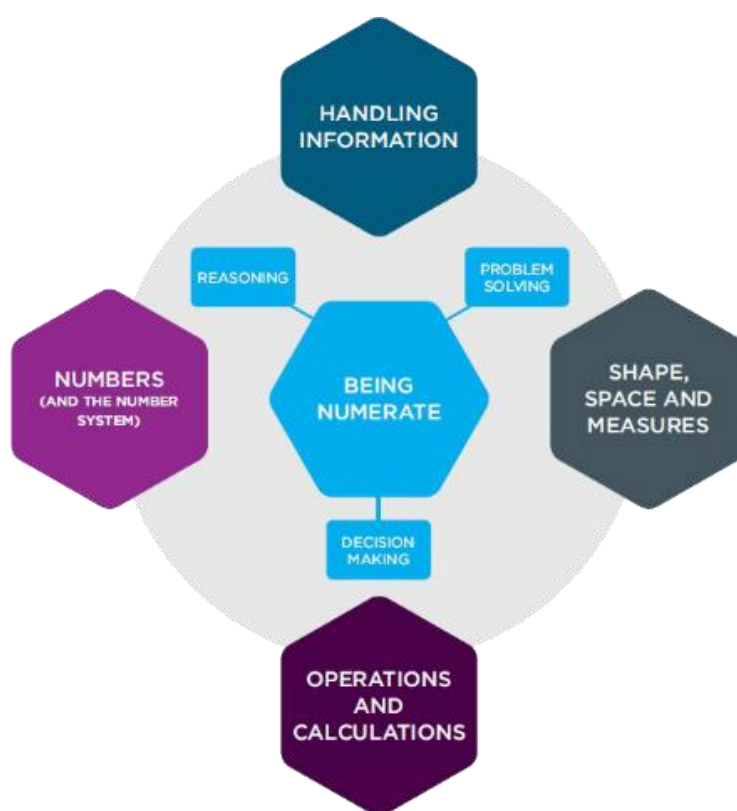 HANDLING
INFORMATION
REASONING
PROBLEM
SOLVING
NUMBERS
(AND THE NUMBER
SYSTEM)
BEING
NUMERATE
SHAPE,
SPACE AND
MEASURES
DECISION
MAKING
OPERATIONS
AND
CALCULATIONS